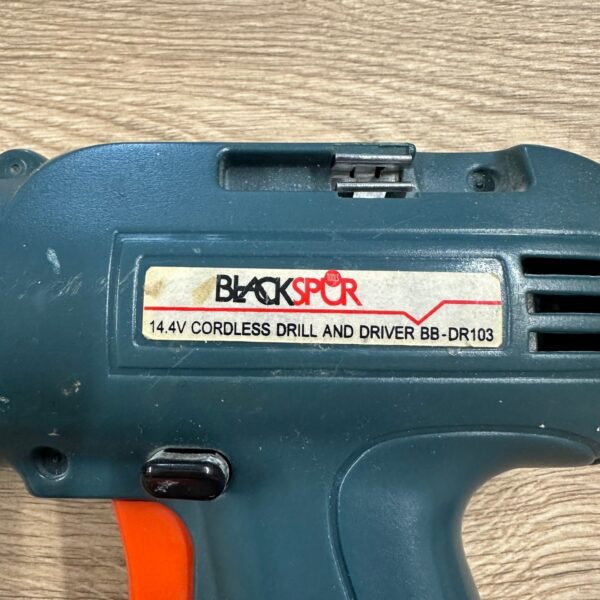 BLACKSPUR
14.4V CORDLESS DRILL AND DRIVER BB-DR103